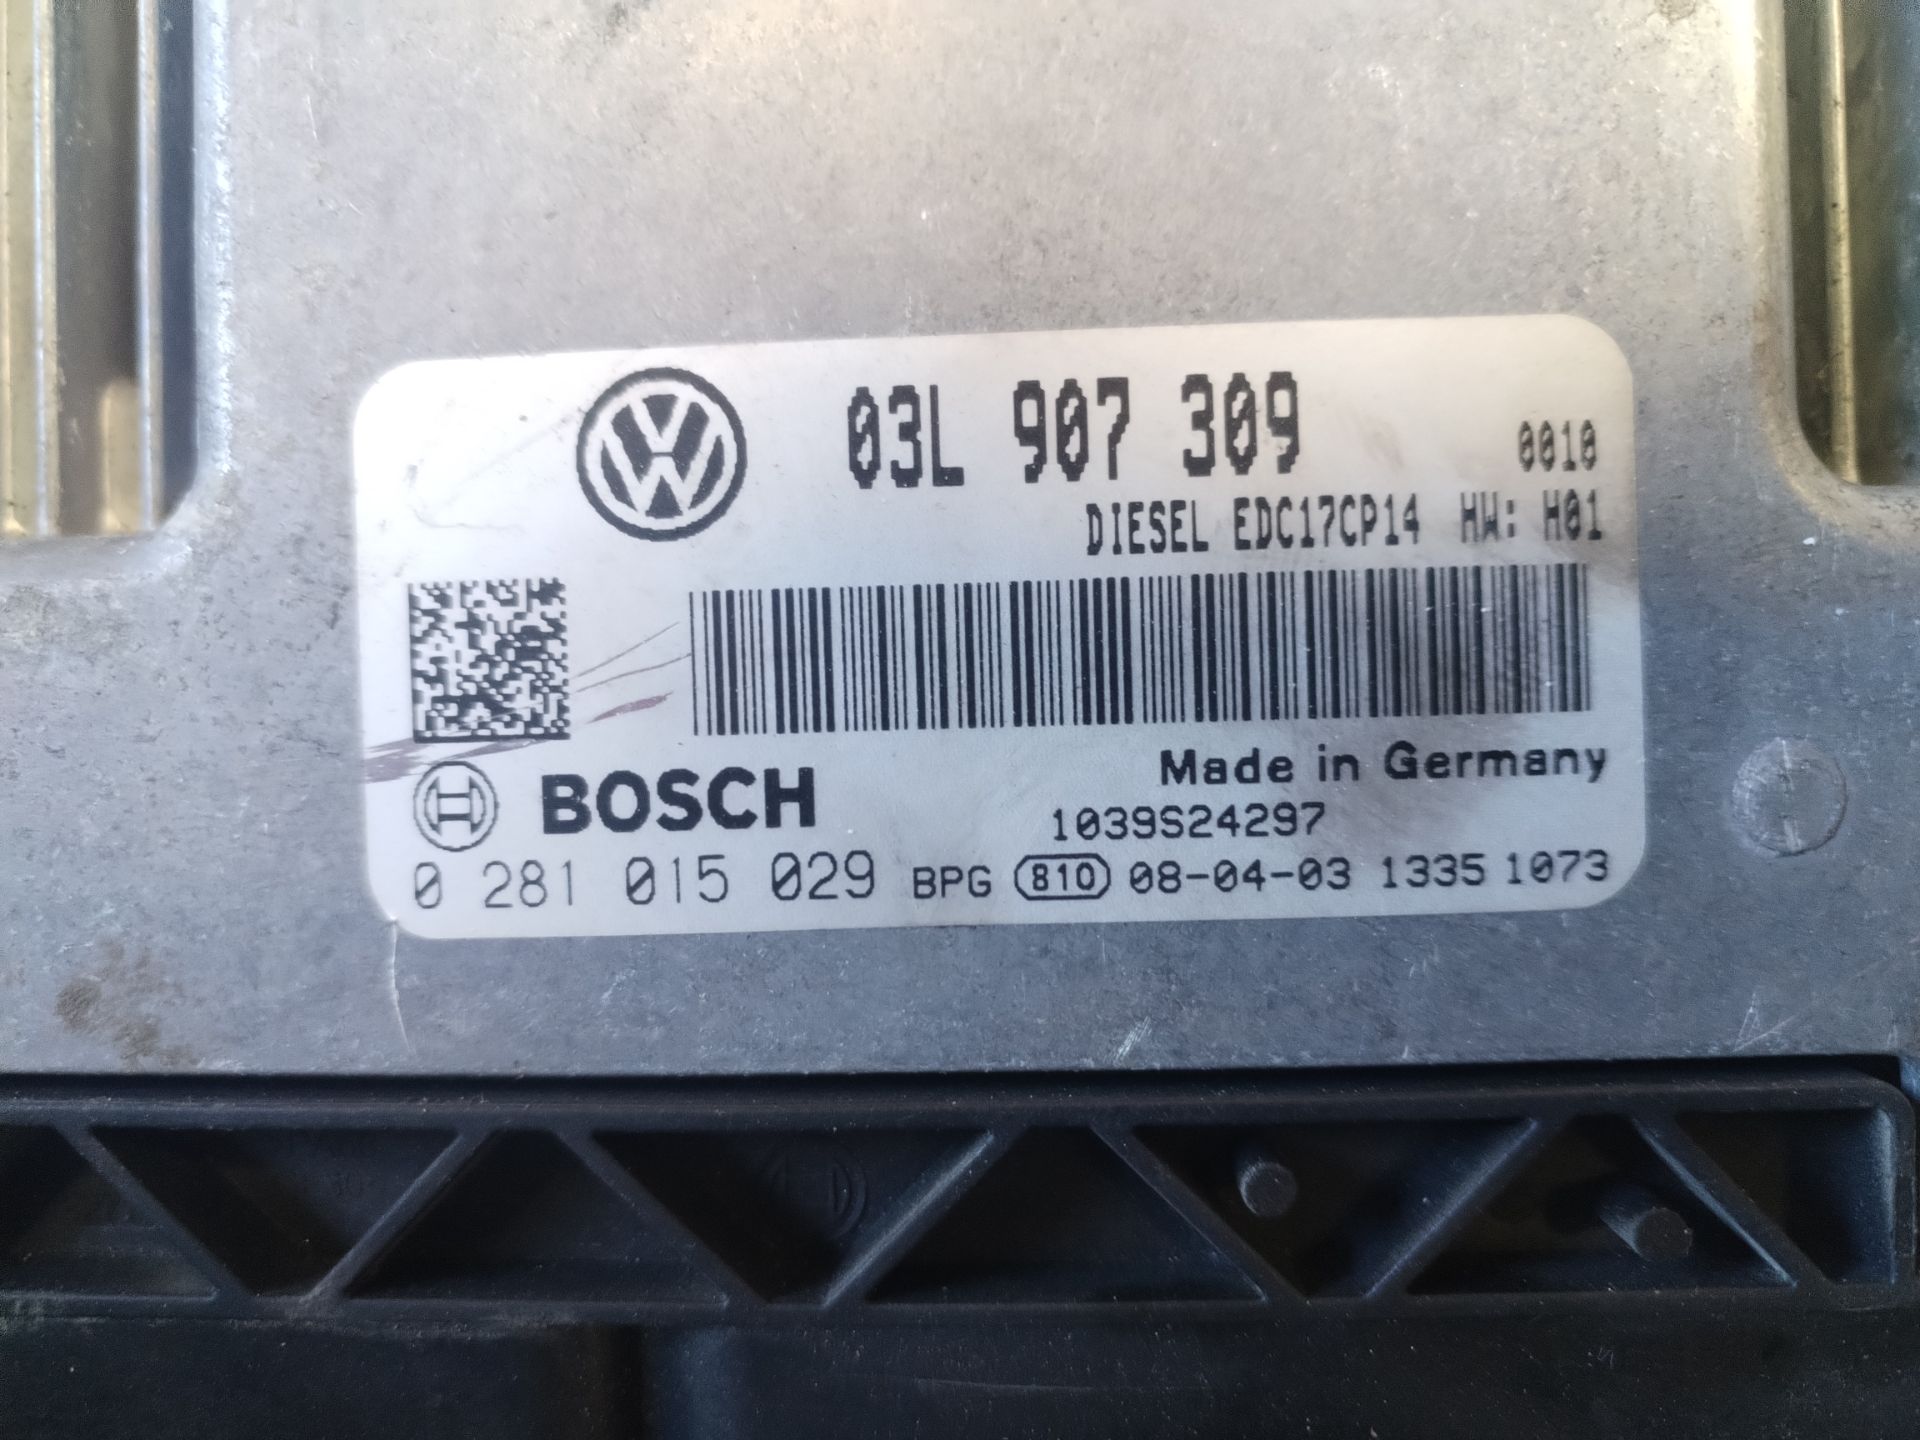 03L 907 309
0010
DIESEL EDC17CP14 HW: H01
Made in Germany
BOSCH
1039S24297
0 281 015 029 BPG 810 08-04-03 1335 1073